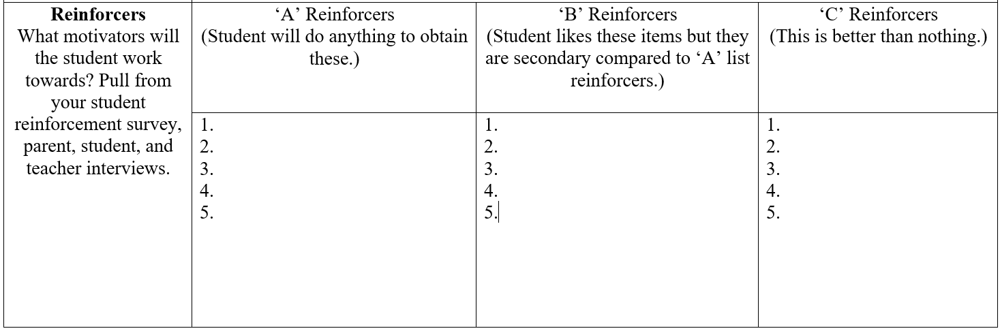 Reinforcers
What motivators will
the student work
towards? Pull from
your student
reinforcement survey,
parent, student, and
teacher interviews.
‘A’ Reinforcers
(Student will do anything to obtain
these.)
‘B’ Reinforcers
(Student likes these items but they
are secondary compared to ‘A’ list
reinforcers.)
‘C’ Reinforcers
(This is better than nothing.)
1.
2.
3.
4.
5.
1.
2.
3.
4.
5.
1.
2.
3.
4.
5.